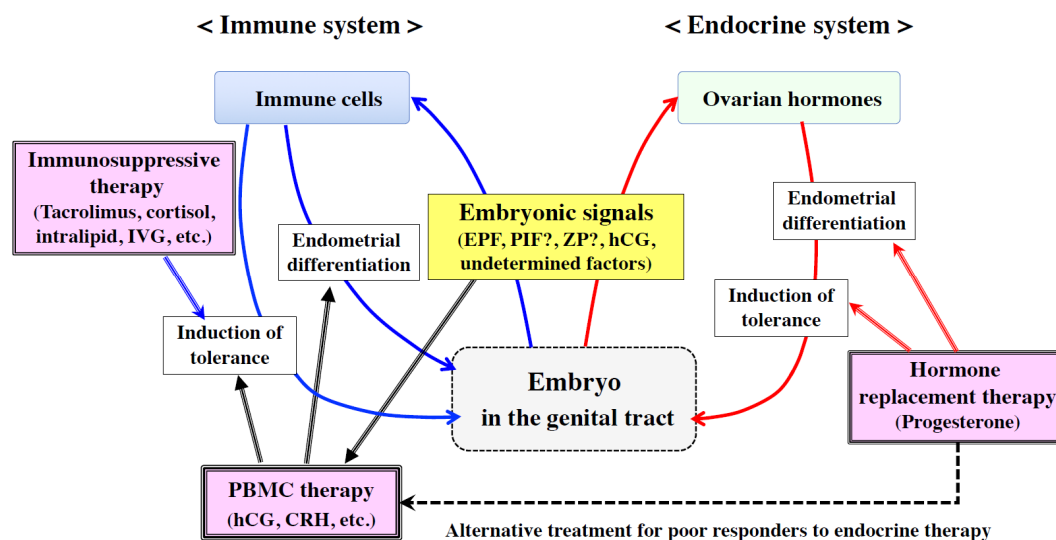 < Immune system >
< Endocrine system >
Immune cells
Ovarian hormones
Immunosuppressive
therapy
(Tacrolimus, cortisol,
intralipid, IVG, etc.)
Embryonic signals
(EPF, PIF?, ZP?, hCG,
undetermined factors)
Endometrial
differentiation
Endometrial
differentiation
Induction of
tolerance
Induction of
tolerance
Embryo
in the genital tract
Hormone
replacement therapy
(Progesterone)
PBMC therapy
(hCG, CRH, etc.)
Alternative treatment for poor responders to endocrine therapy